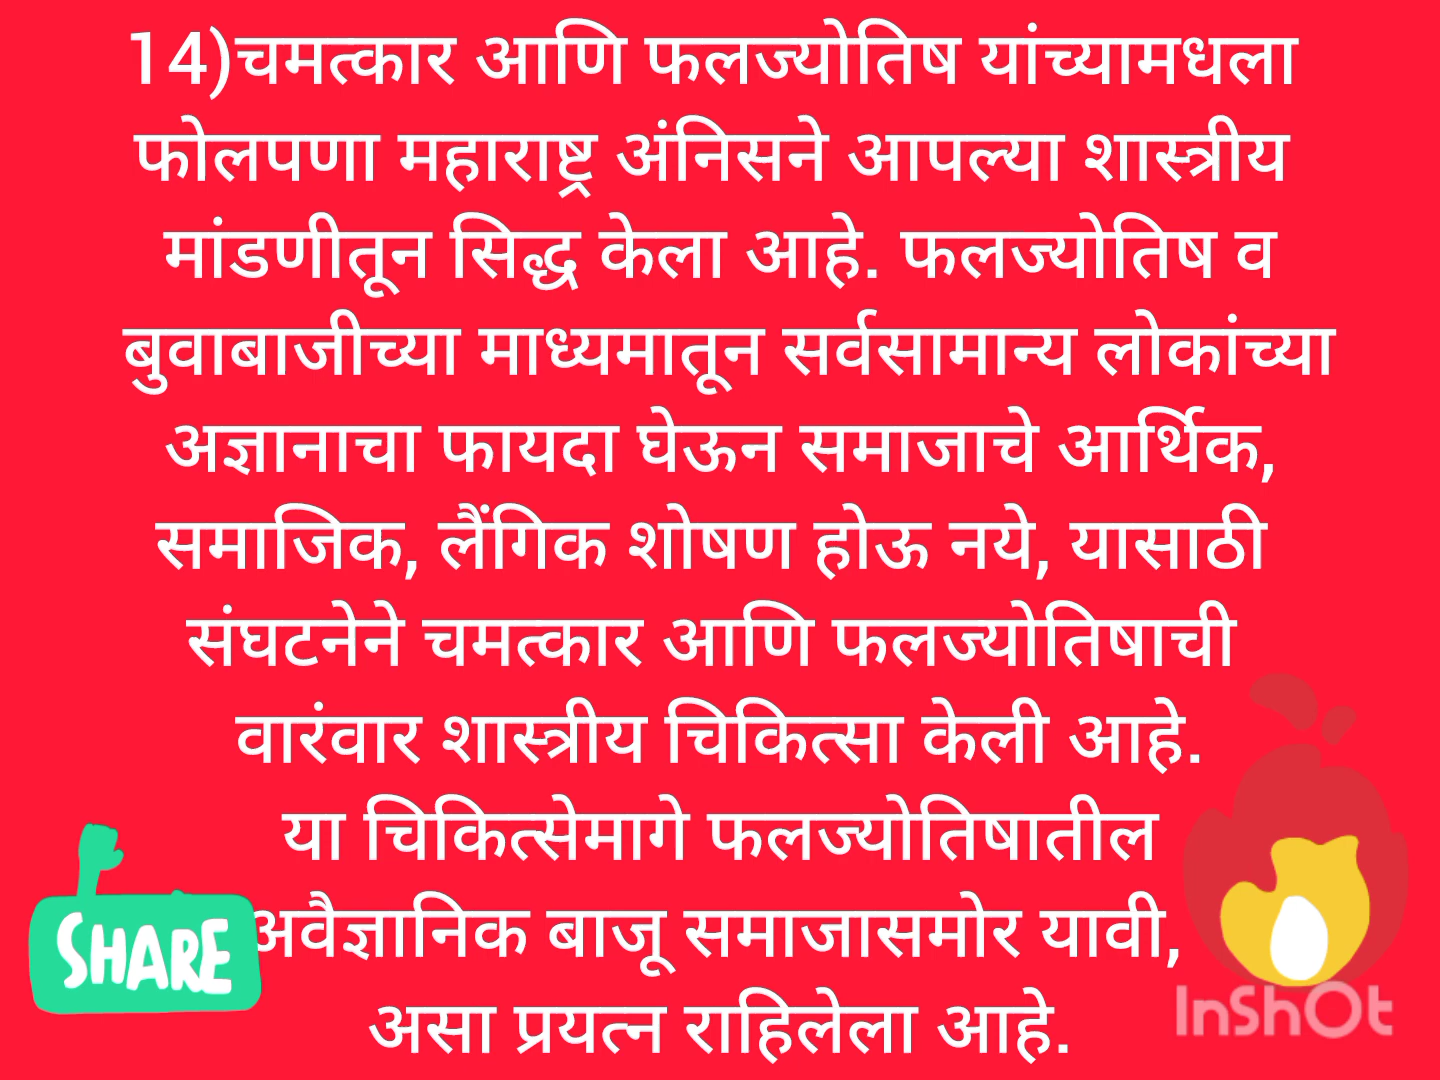 14)चमत्कार आणि फलज्योतिष यांच्यामधला
फोलपणा महाराष्ट्र अंनिसने आपल्या शास्त्रीय
मांडणीतून सिद्ध केला आहे. फलज्योतिष व
बुवाबाजीच्या माध्यमातून सर्वसामान्य लोकांच्या
अज्ञानाचा फायदा घेऊन समाजाचे आर्थिक,
समाजिक, लैंगिक शोषण होऊ नये, यासाठी
संघटनेने चमत्कार आणि फलज्योतिषाची
वारंवार शास्त्रीय चिकित्सा केली आहे.
या चिकित्सेमागे फलज्योतिषातील
अवैज्ञानिक बाजू समाजासमोर यावी,
असा प्रयत्न राहिलेला आहे.
SHARE
InShOt